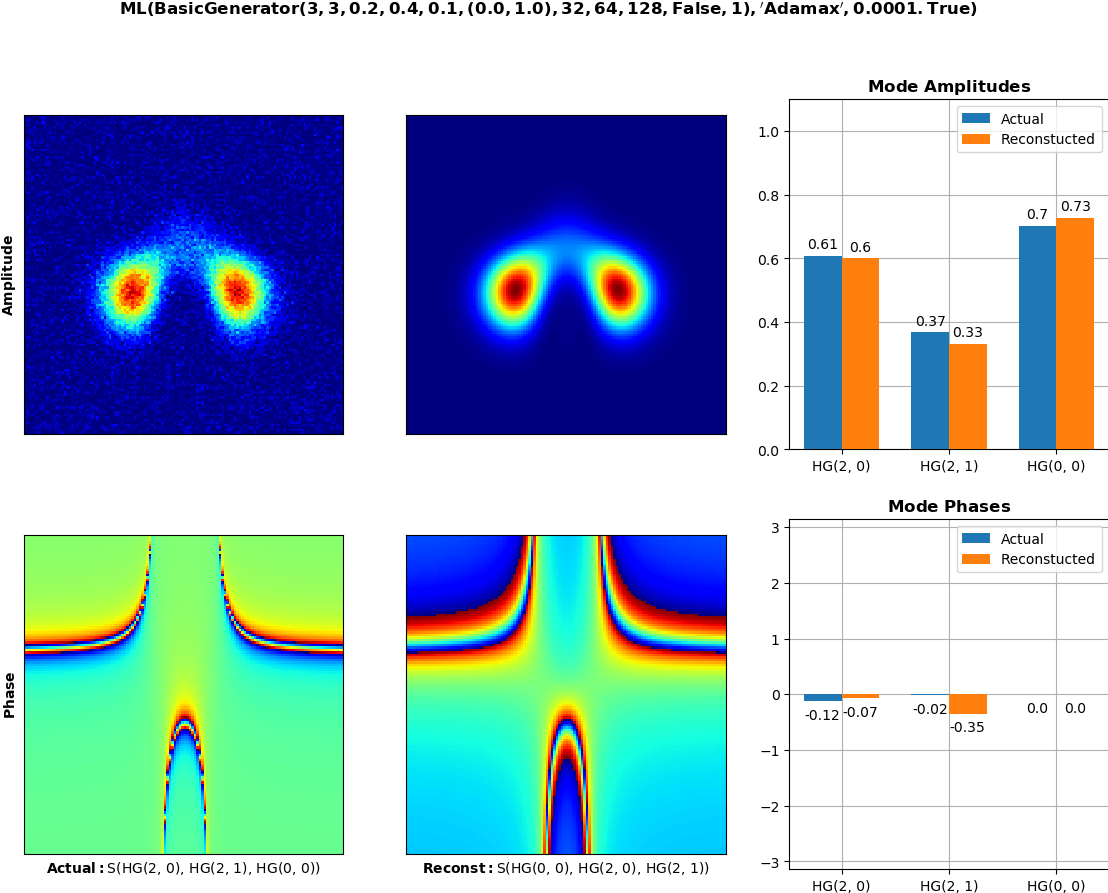 ML(BasicGenerator(3, 3, 0.2, 0.4, 0.1, (0.0, 1.0), 32, 64, 128, False, 1), ′Adamax′, 0.0001. True)
Amplitude
Mode Amplitudes
Actual
Reconstucted
1.0
0.8
0.6
0.4
0.2
0.0
0.61
0.6
0.37
0.33
0.7
0.73
HG(2, 0)
HG(2, 1)
HG(0, 0)
Phase
Actual: S(HG(2, 0), HG(2, 1), HG(0, 0))
Reconst: S(HG(0, 0), HG(2, 0), HG(2, 1))
Mode Phases
Actual
Reconstucted
3
2
1
0
−1
−2
−3
-0.12
-0.07
-0.02
-0.35
0.0
0.0
HG(2, 0)
HG(2, 1)
HG(0, 0)